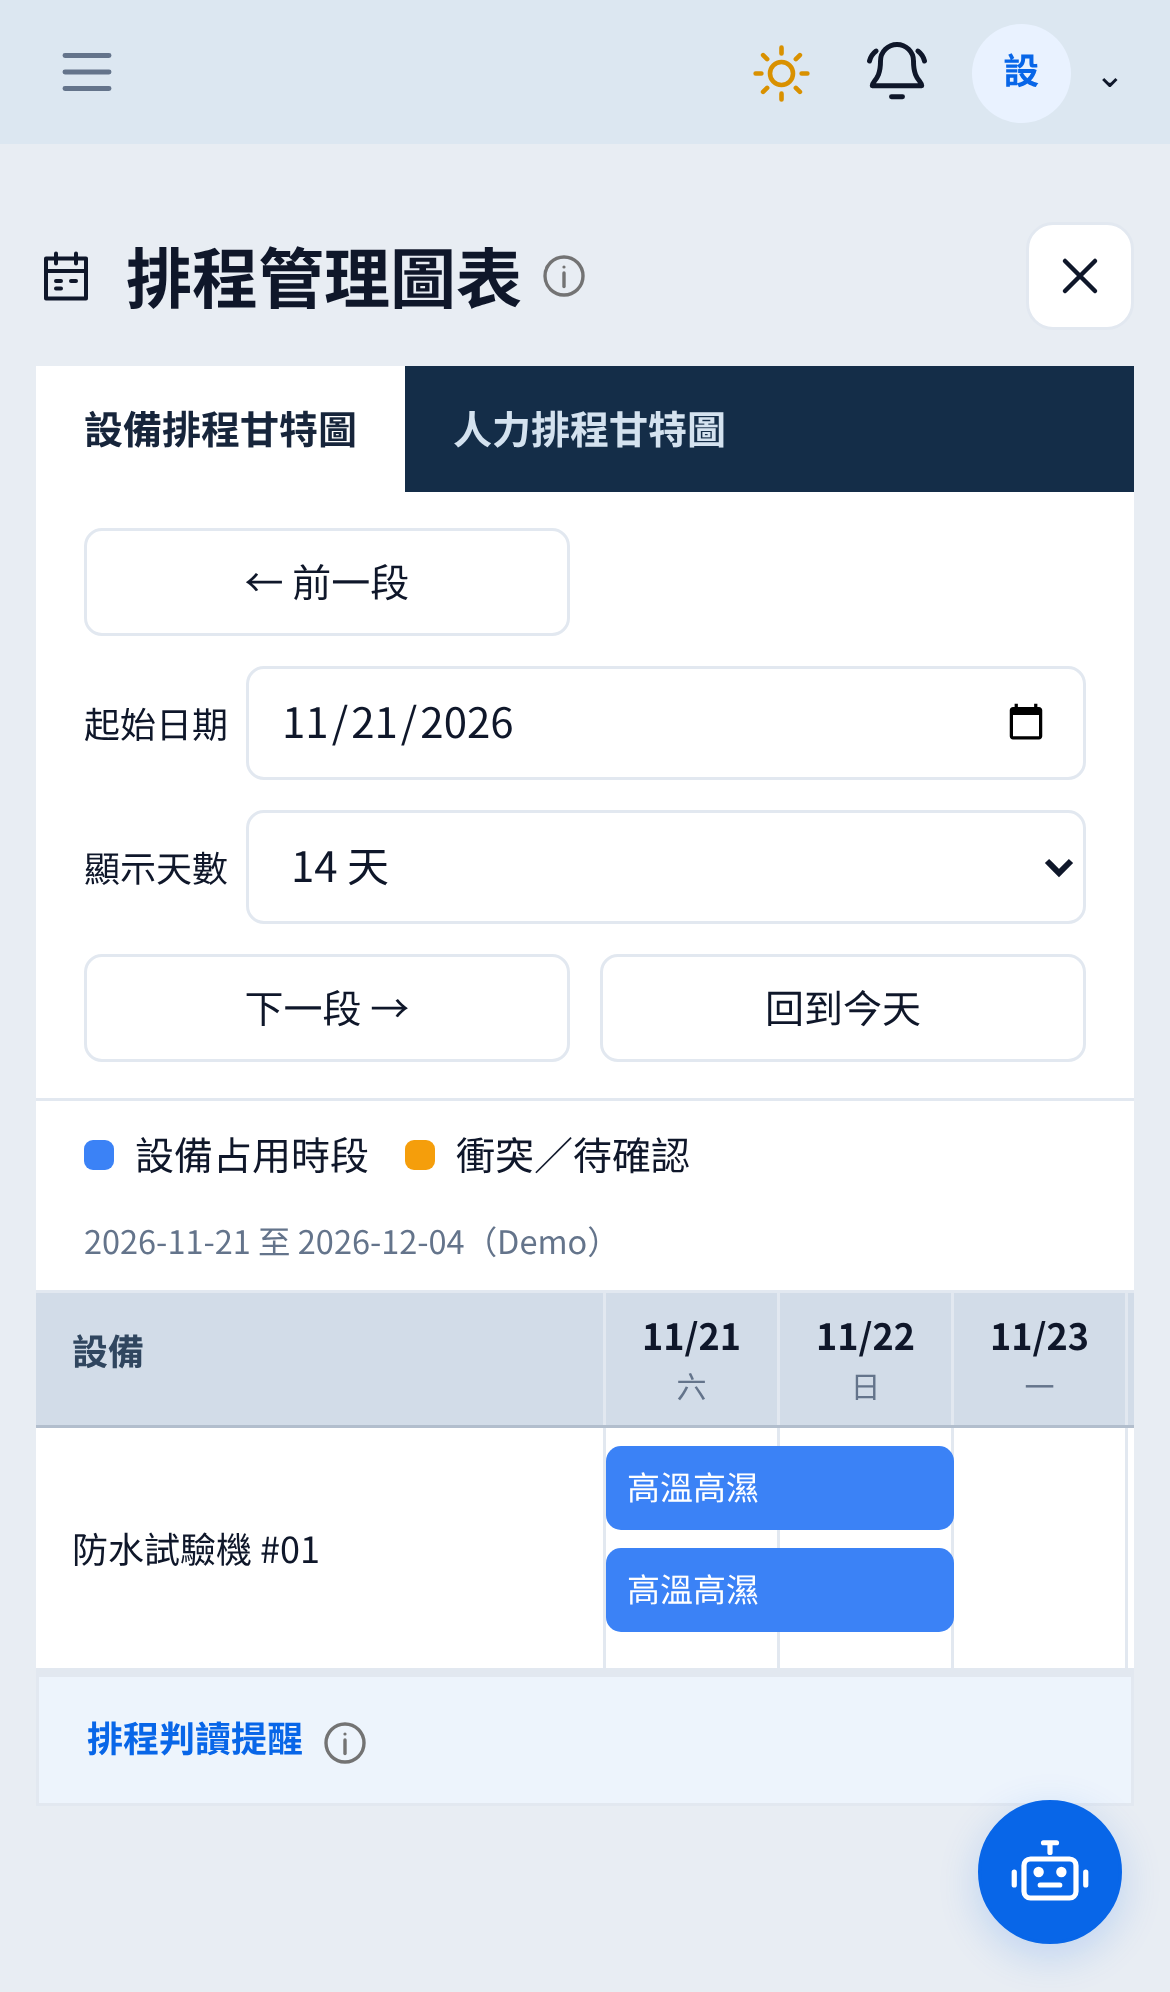 設
排程管理圖表
設備排程甘特圖 人力排程甘特圖
← 前一段
起始日期 11/21/2026
顯示天數 14 天
下一段 → 回到今天
設備占用時段 衝突／待確認
2026-11-21 至 2026-12-04（Demo）
設備 11/21 11/22 11/23
六 日 一
高溫高濕
防水試驗機 #01
高溫高濕
排程判讀提醒